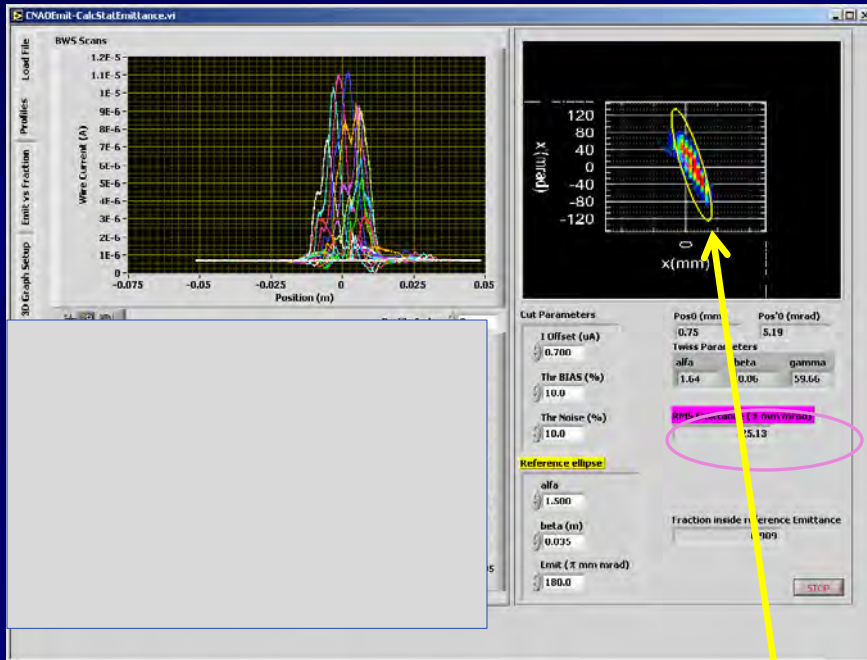 CNAOEmit-CalcStatEmittance.vi
Load File
Profiles
Emit vs Fraction
3D Graph Setup
BWS Scans
Wire Current (A)
1.2E-5
1.1E-5
1E-5
9E-6
8E-6
7E-6
6E-6
5E-6
4E-6
3E-6
2E-6
1E-6
0
-0.075
-0.05
-0.025
0
0.025
0.05
Position (m)
x'(mrad)
120
80
40
0
-40
-80
-120
0
x(mm)
Cut Parameters
I Offset (uA)
0.700
Thr BIAS (%)
10.0
Thr Noise (%)
10.0
Reference ellipse
alfa
1.500
beta (m)
0.035
Emit (π mm mrad)
180.0
Pos0 (mm)
Pos'0 (mrad)
0.75
5.19
Twiss Parameters
alfa
beta
gamma
1.64
0.06
59.66
RMS Emittance (π mm mrad)
25.13
Fraction inside reference Emittance
0.909
STOP